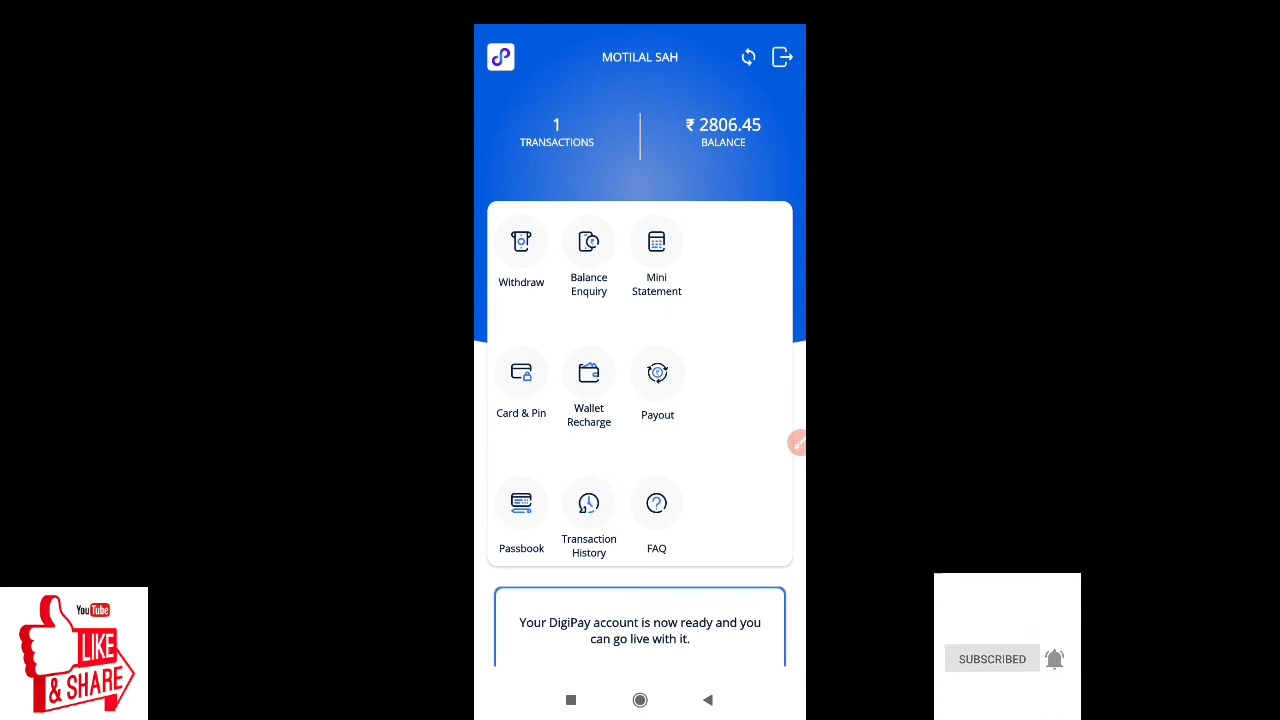 MOTILAL SAH
1
TRANSACTIONS
₹ 2806.45
BALANCE
Withdraw
Balance
Enquiry
Mini
Statement
Card & Pin
Wallet
Recharge
Payout
Passbook
Transaction
History
FAQ
Your DigiPay account is now ready and you
can go live with it.
YouTube
LIKE
& SHARE
SUBSCRIBED